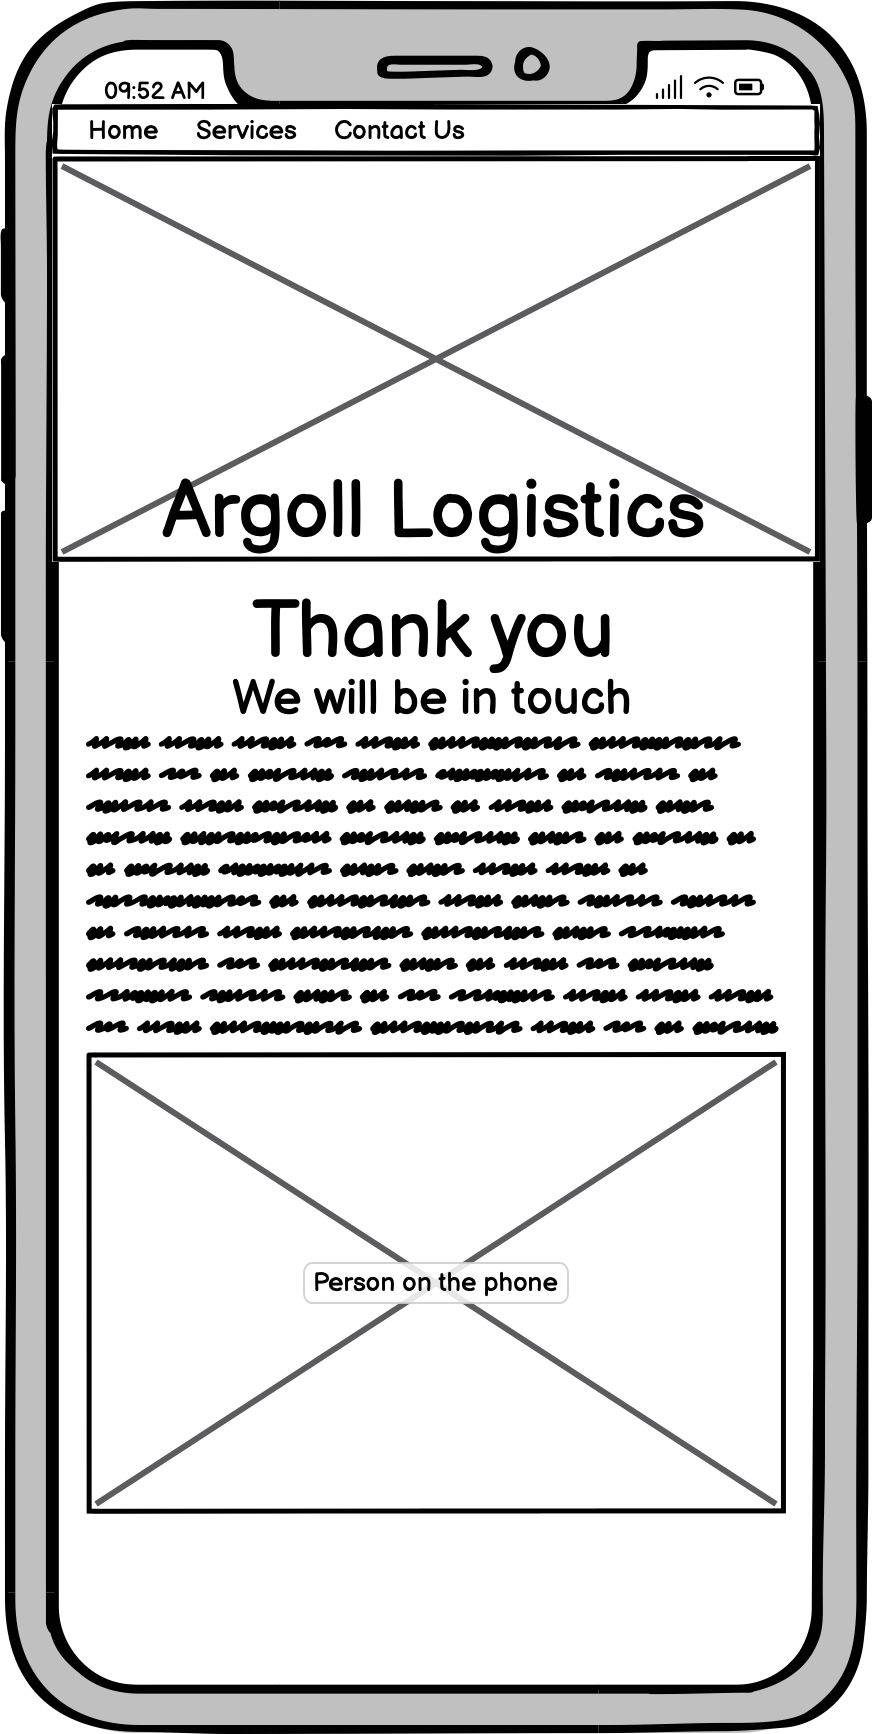 09:52 AM
Home Services Contact Us
Argoll Logistics
Thank you
We will be in touch
Person on the phone